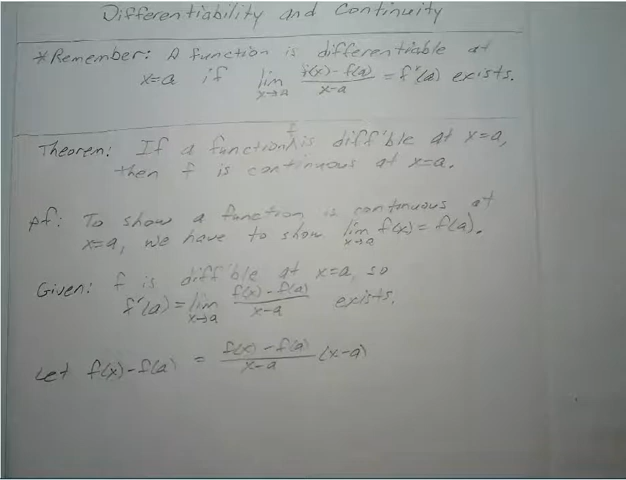 Differentiability and Continuity
*Remember: A function is differentiable at
x=a if lim x→a f(x)-f(a)/x-a = f'(a) exists.
Theorem: If a function f is diff'ble at x=a,
then f is continuous at x=a.
Pf: To show a function is continuous at
x=a, we have to show lim x→a f(x)=f(a).
Given: f is diff'ble at x=a, so
f'(a)=lim x→a f(x)-f(a)/x-a exists.
Let f(x)-f(a) = f(x)-f(a)/x-a (x-a)